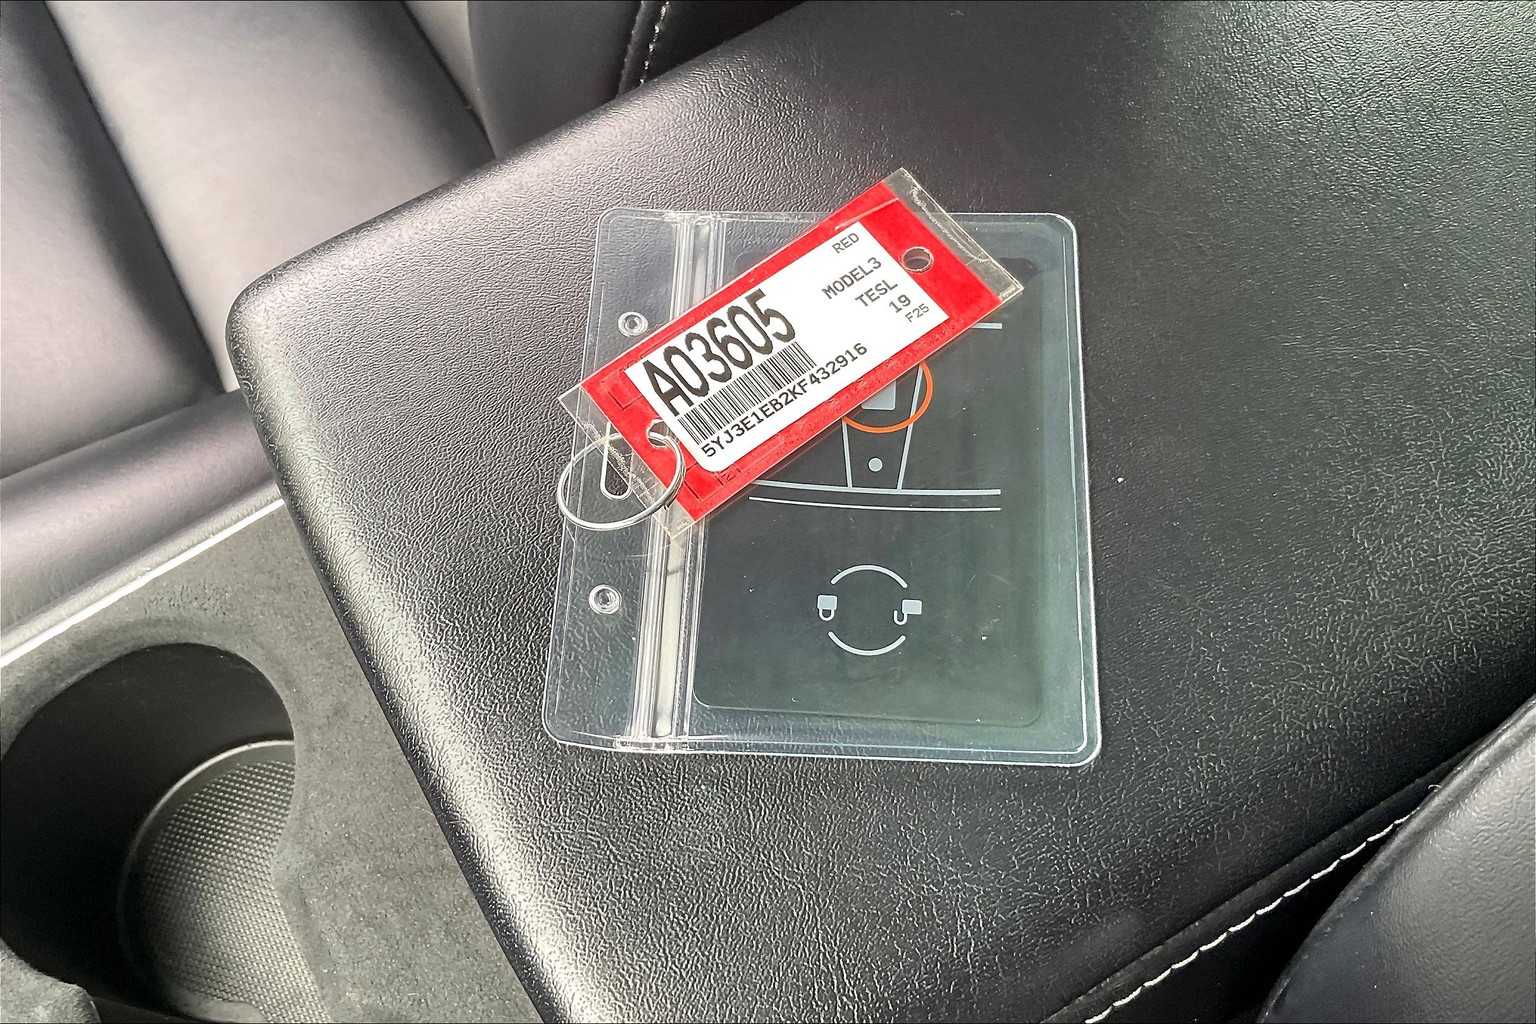 RED
MODEL3
TESL
19
F25
A03605
5YJ3E1EB2KF432916